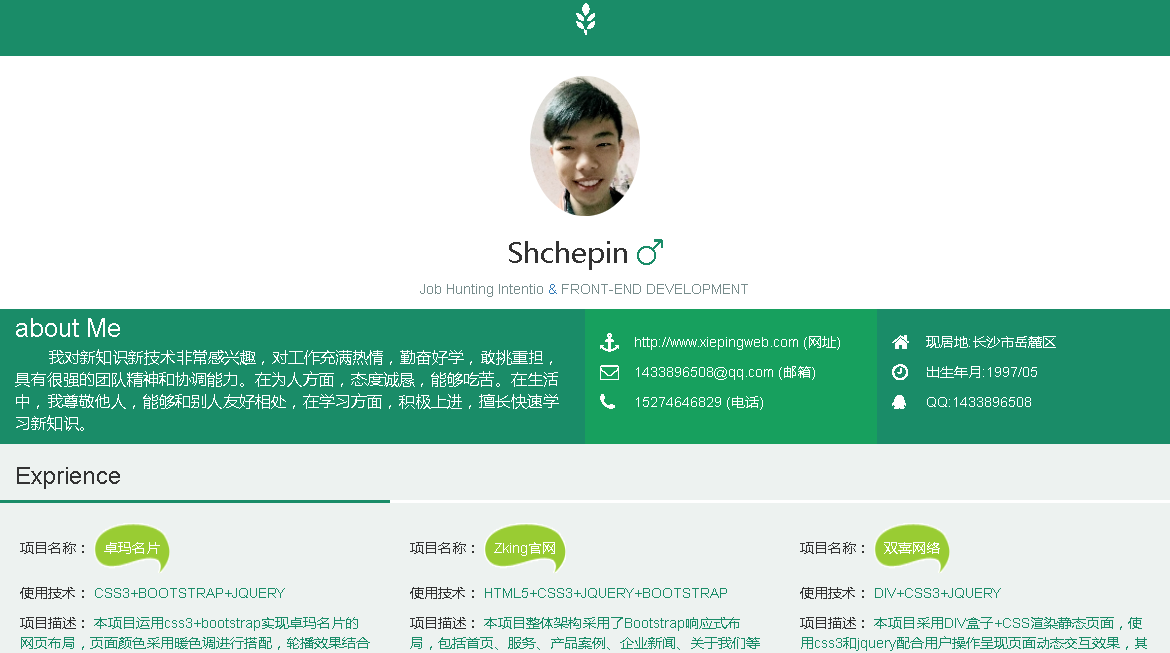 Shchepin
Job Hunting Intentio & FRONT-END DEVELOPMENT
about Me
我对新知识新技术非常感兴趣，对工作充满热情，勤奋好学，敢挑重担，
具有很强的团队精神和协调能力。在为人方面，态度诚恳，能够吃苦。在生活
中，我尊敬他人，能够和别人友好相处，在学习方面，积极上进，擅长快速学
习新知识。
http://www.xiepingweb.com (网址)
1433896508@qq.com (邮箱)
15274646829 (电话)
现居地:长沙市岳麓区
出生年月:1997/05
QQ:1433896508
Exprience
项目名称： 卓玛名片
使用技术： CSS3+BOOTSTRAP+JQUERY
项目描述： 本项目运用css3+bootstrap实现卓玛名片的
网页布局，页面颜色采用暖色调进行搭配，轮播效果结合
项目名称： Zking官网
使用技术： HTML5+CSS3+JQUERY+BOOTSTRAP
项目描述： 本项目整体架构采用了Bootstrap响应式布
局，包括首页、服务、产品案例、企业新闻、关于我们等
项目名称： 双喜网络
使用技术： DIV+CSS3+JQUERY
项目描述： 本项目采用DIV盒子+CSS渲染静态页面，使
用css3和jquery配合用户操作呈现页面动态交互效果，其